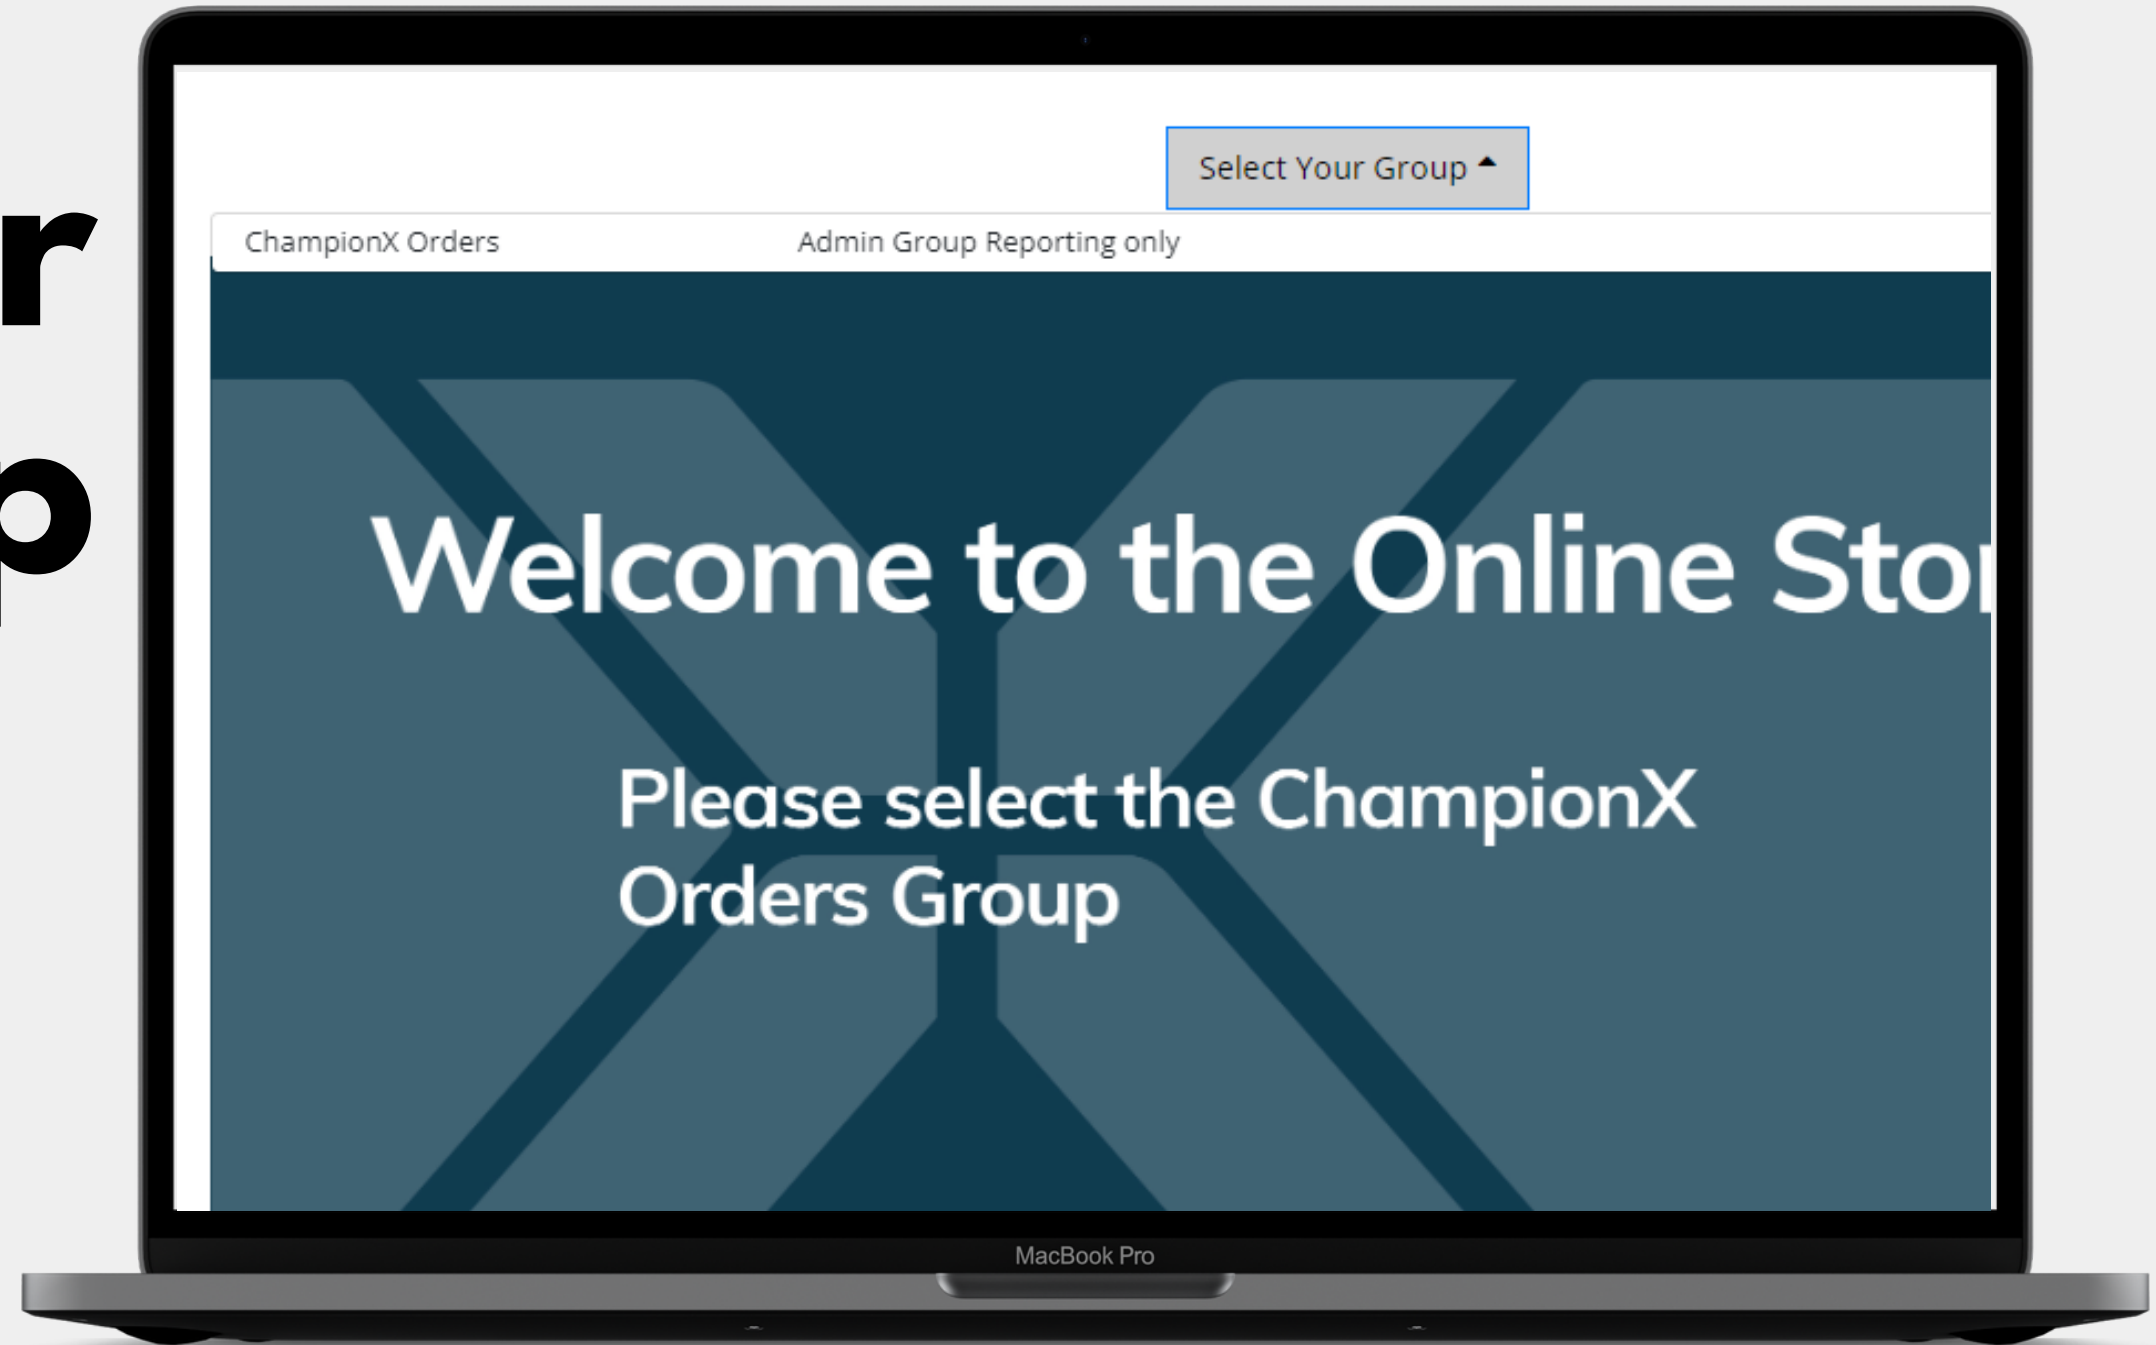 r
p
Select Your Group
ChampionX Orders Admin Group Reporting only
Welcome to the Online Stor
Please select the ChampionX
Orders Group
MacBook Pro